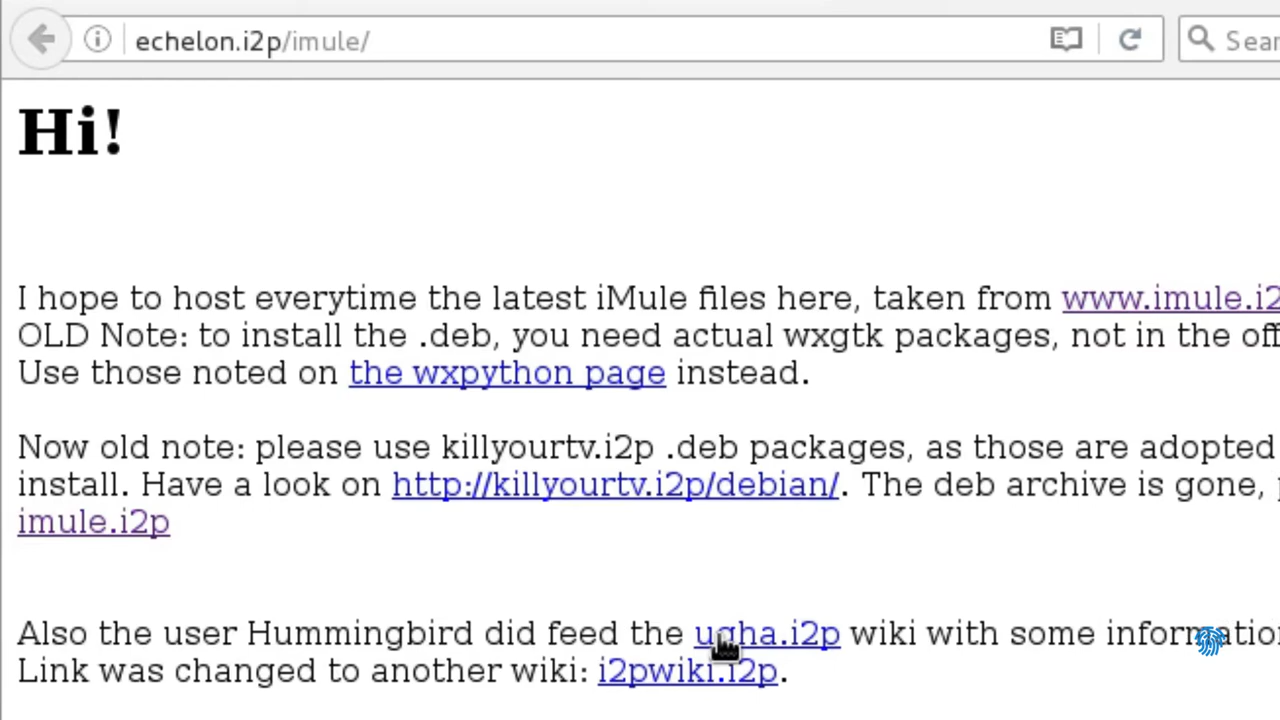 echelon.i2p/imule/
Sear
Hi!
I hope to host everytime the latest iMule files here, taken from www.imule.i2
OLD Note: to install the .deb, you need actual wxgtk packages, not in the off
Use those noted on the wxpython page instead.
Now old note: please use killyourtv.i2p .deb packages, as those are adopted
install. Have a look on http://killyourtv.i2p/debian/. The deb archive is gone, p
imule.i2p
Also the user Hummingbird did feed the ugha.i2p wiki with some information
Link was changed to another wiki: i2pwiki.i2p.